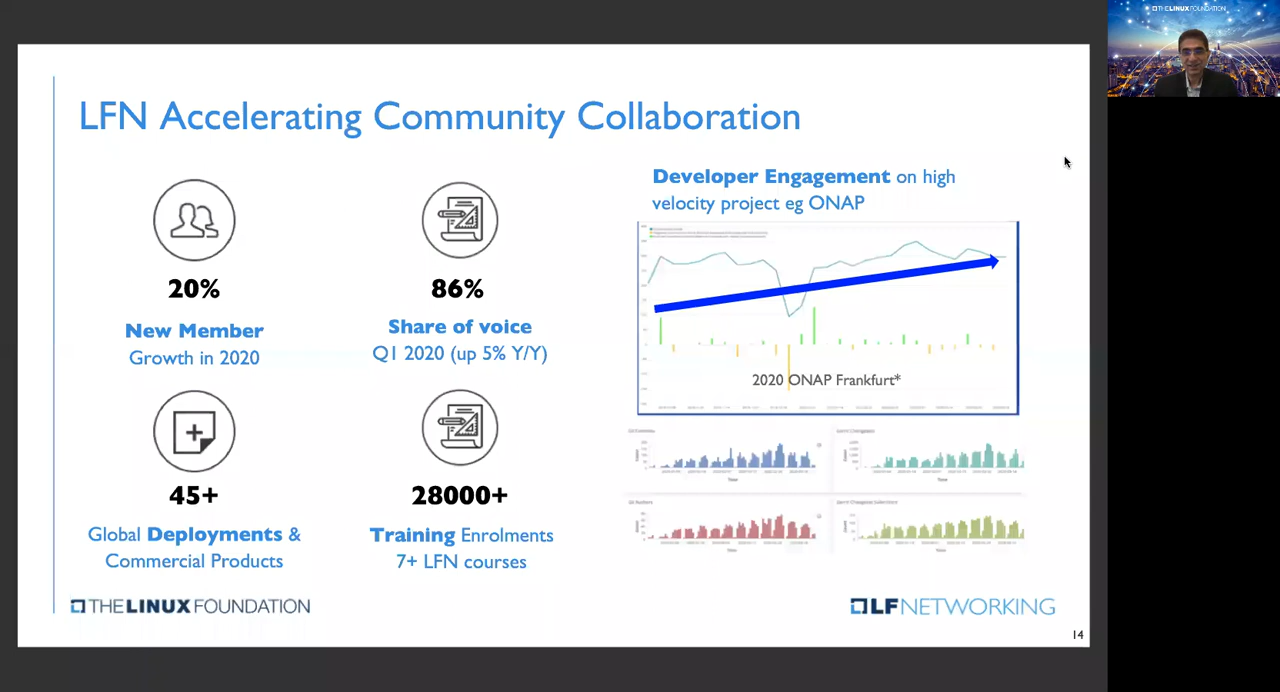 THE LINUX FOUNDATION
LFN Accelerating Community Collaboration
20%
New Member
Growth in 2020
86%
Share of voice
Q1 2020 (up 5% Y/Y)
45+
Global Deployments &
Commercial Products
28000+
Training Enrolments
7+ LFN courses
Developer Engagement on high
velocity project eg ONAP
2020 ONAP Frankfurt*
THE LINUX FOUNDATION
LFNETWORKING
14